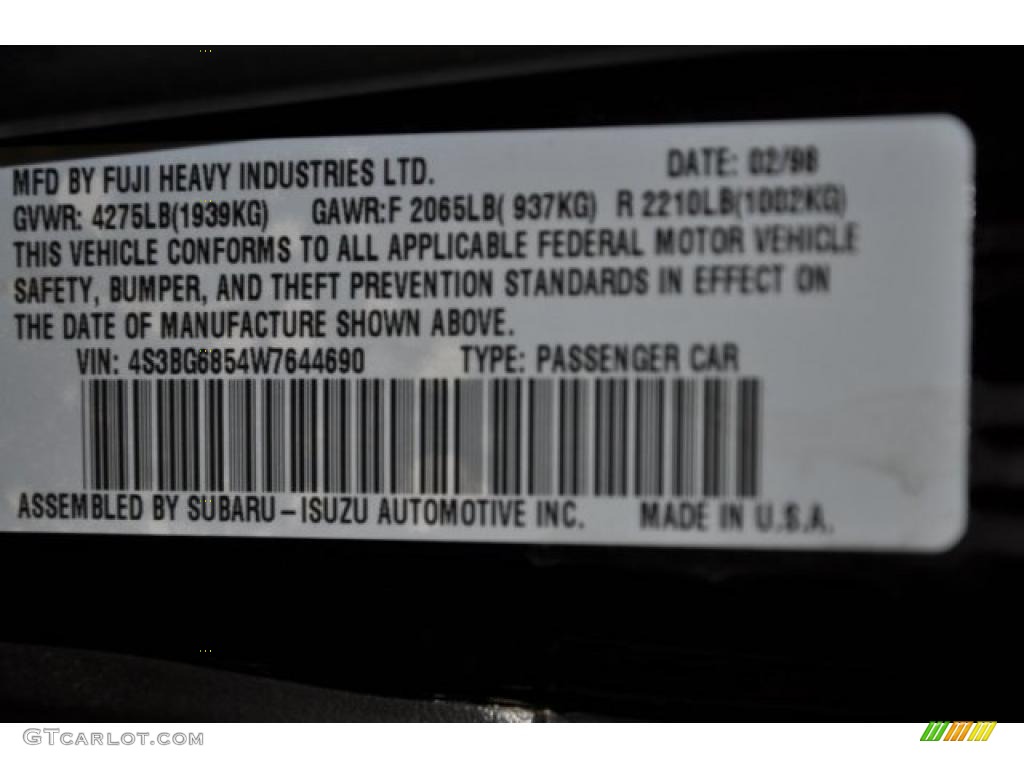 MFD BY FUJI HEAVY INDUSTRIES LTD. DATE: 02/98
GVWR: 4275LB(1939KG) GAWR:F 2065LB( 937KG) R 2210LB(1002KG)
THIS VEHICLE CONFORMS TO ALL APPLICABLE FEDERAL MOTOR VEHICLE
SAFETY, BUMPER, AND THEFT PREVENTION STANDARDS IN EFFECT ON
THE DATE OF MANUFACTURE SHOWN ABOVE.
VIN: 4S3BG6854W7644690 TYPE: PASSENGER CAR
ASSEMBLED BY SUBARU-ISUZU AUTOMOTIVE INC. MADE IN U.S.A.
GTCARLOT.COM